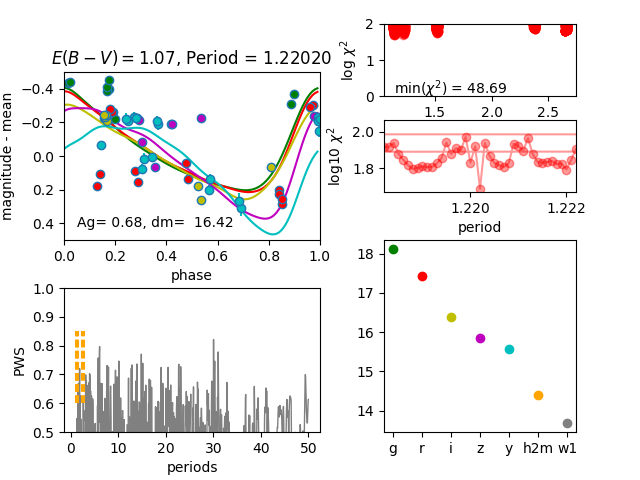 E(B − V) = 1.07, Period = 1.22020
magnitude - mean
−0.4
−0.2
0.0
0.2
0.4
Ag= 0.68, dm=  16.42
0.0 0.2 0.4 0.6 0.8 1.0
phase
log χ²
2
1
0
min(χ²) = 48.69
1.5 2.0 2.5
log10 χ²
2.0
1.8
1.220 1.222
period
PWS
1.0
0.9
0.8
0.7
0.6
0.5
0 10 20 30 40 50
periods
18
17
16
15
14
g r i z y h2m w1